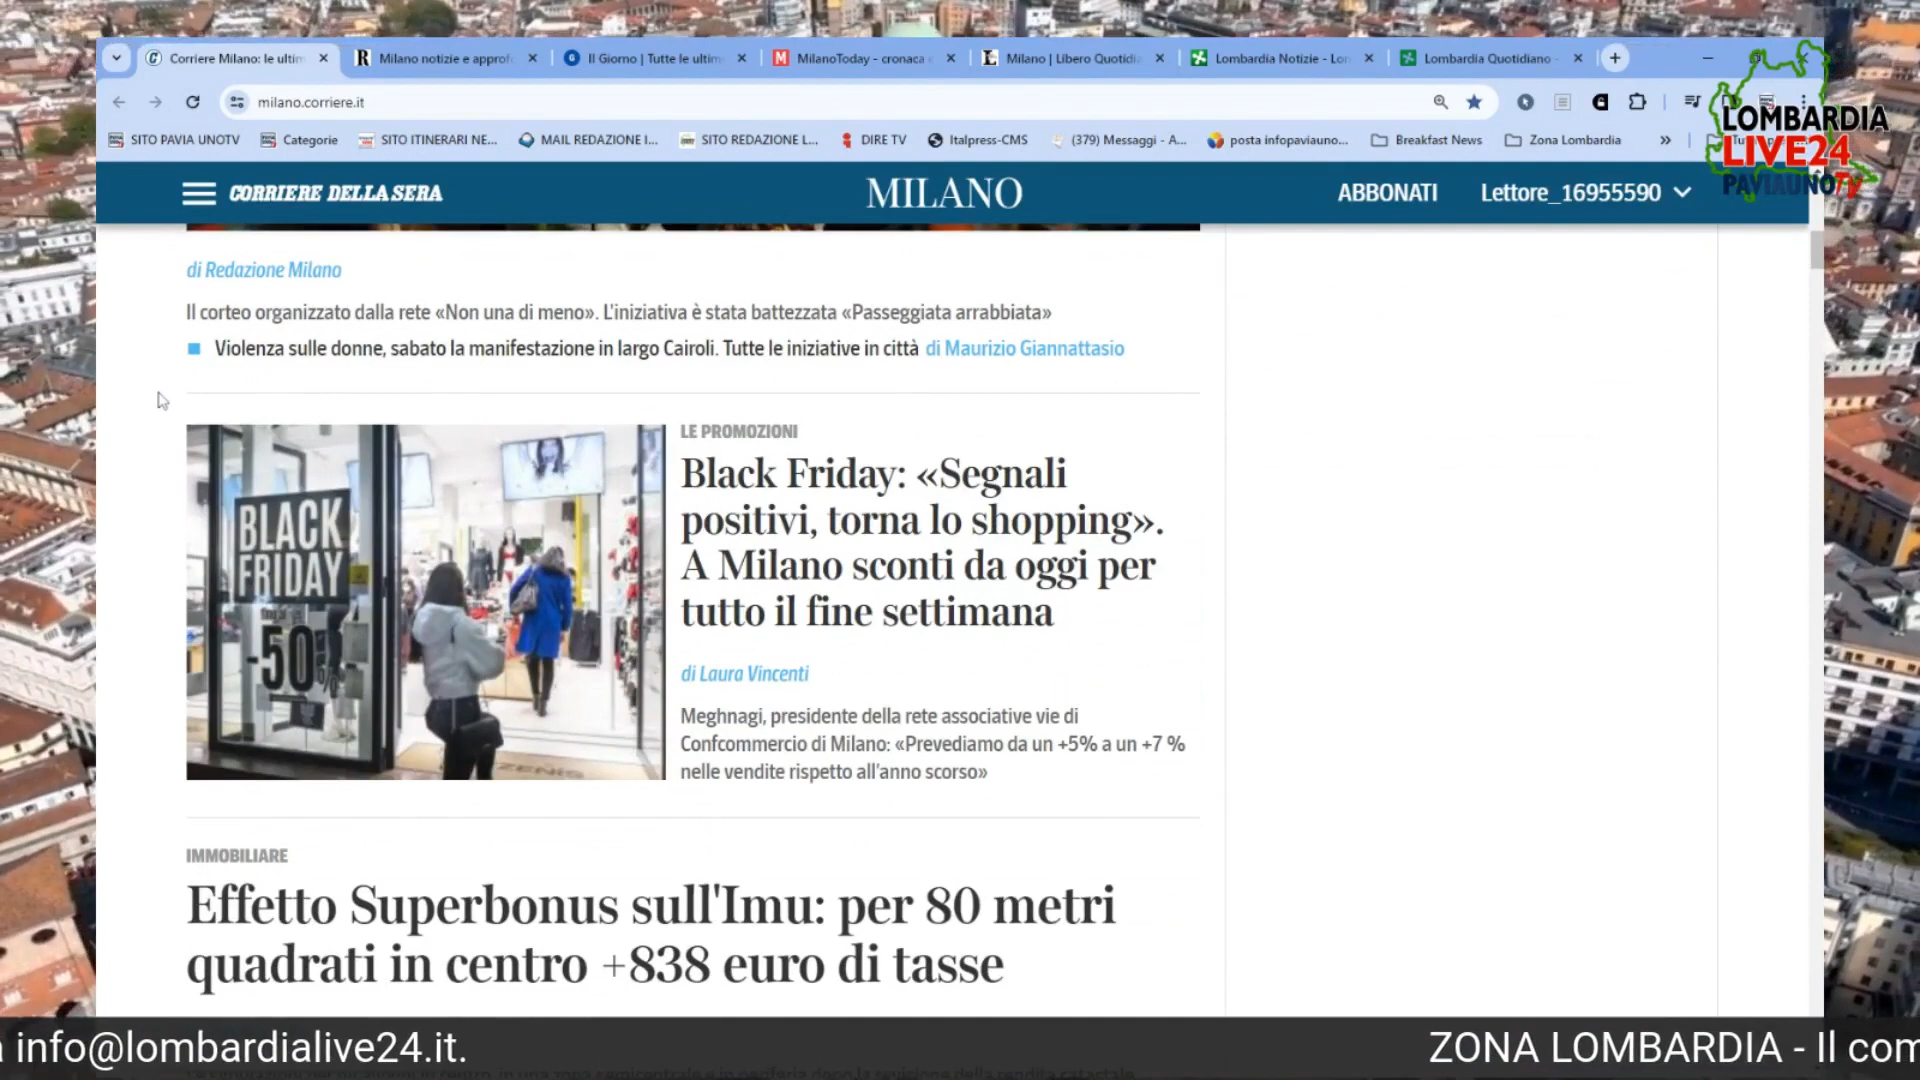 Corriere Milano: le ultim
Milano notizie e approf
Il Giorno | Tutte le ultim
MilanoToday - cronaca
Milano | Libero Quotidia
Lombardia Notizie - Lon
Lombardia Quotidiano -
milano.corriere.it
SITO PAVIA UNOTV
Categorie
SITO ITINERARI NE...
MAIL REDAZIONE I...
SITO REDAZIONE L...
DIRE TV
Italpress-CMS
(379) Messaggi - A...
posta infopaviauno...
Breakfast News
Zona Lombardia
»
LOMBARDIA
LIVE24
PAVIAUNOTV
CORRIERE DELLA SERA
MILANO
ABBONATI
Lettore_16955590
di Redazione Milano
Il corteo organizzato dalla rete «Non una di meno». L'iniziativa è stata battezzata «Passeggiata arrabbiata»
Violenza sulle donne, sabato la manifestazione in largo Cairoli. Tutte le iniziative in città di Maurizio Giannattasio
BLACK
FRIDAY
-50%
LE PROMOZIONI
Black Friday: «Segnali
positivi, torna lo shopping».
A Milano sconti da oggi per
tutto il fine settimana
di Laura Vincenti
Meghnagi, presidente della rete associative vie di
Confcommercio di Milano: «Prevediamo da un +5% a un +7 %
nelle vendite rispetto all'anno scorso»
IMMOBILIARE
Effetto Superbonus sull'Imu: per 80 metri
quadrati in centro +838 euro di tasse
a info@lombardialive24.it.
ZONA LOMBARDIA - Il com